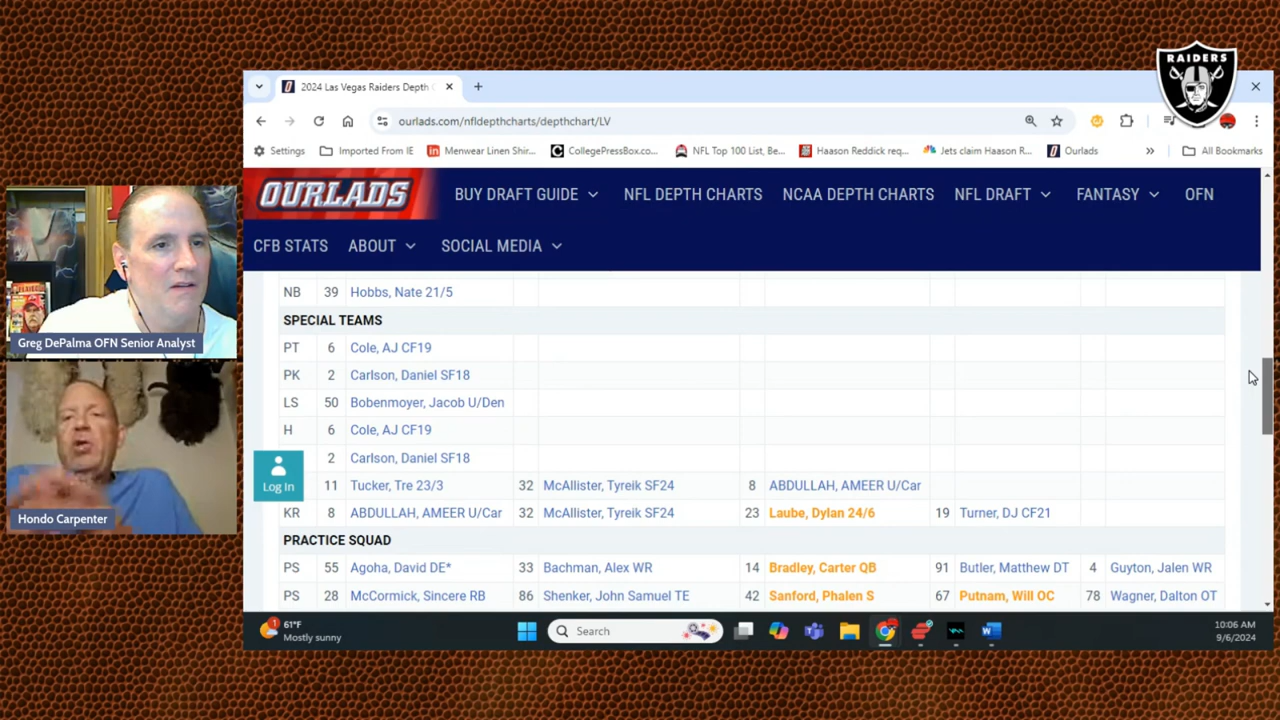 RAIDERS
2024 Las Vegas Raiders Depth
ourlads.com/nfldepthcharts/depthchart/LV
Settings Imported From IE Menwear Linen Shir... CollegePressBox.co... NFL Top 100 List, Be... Haason Reddick req... Jets claim Haason R... Ourlads All Bookmarks
OURLADS BUY DRAFT GUIDE NFL DEPTH CHARTS NCAA DEPTH CHARTS NFL DRAFT FANTASY OFN
CFB STATS ABOUT SOCIAL MEDIA
NB 39 Hobbs, Nate 21/5
SPECIAL TEAMS
PT 6 Cole, AJ CF19
PK 2 Carlson, Daniel SF18
LS 50 Bobenmoyer, Jacob U/Den
H 6 Cole, AJ CF19
2 Carlson, Daniel SF18
11 Tucker, Tre 23/3 32 McAllister, Tyreik SF24 8 ABDULLAH, AMEER U/Car
Log In
KR 8 ABDULLAH, AMEER U/Car 32 McAllister, Tyreik SF24 23 Laube, Dylan 24/6 19 Turner, DJ CF21
PRACTICE SQUAD
PS 55 Agoha, David DE* 33 Bachman, Alex WR 14 Bradley, Carter QB 91 Butler, Matthew DT 4 Guyton, Jalen WR
PS 28 McCormick, Sincere RB 86 Shenker, John Samuel TE 42 Sanford, Phalen S 67 Putnam, Will OC 78 Wagner, Dalton OT
Greg DePalma OFN Senior Analyst
Hondo Carpenter
1 61°F
Mostly sunny
Search
10:06 AM
9/6/2024